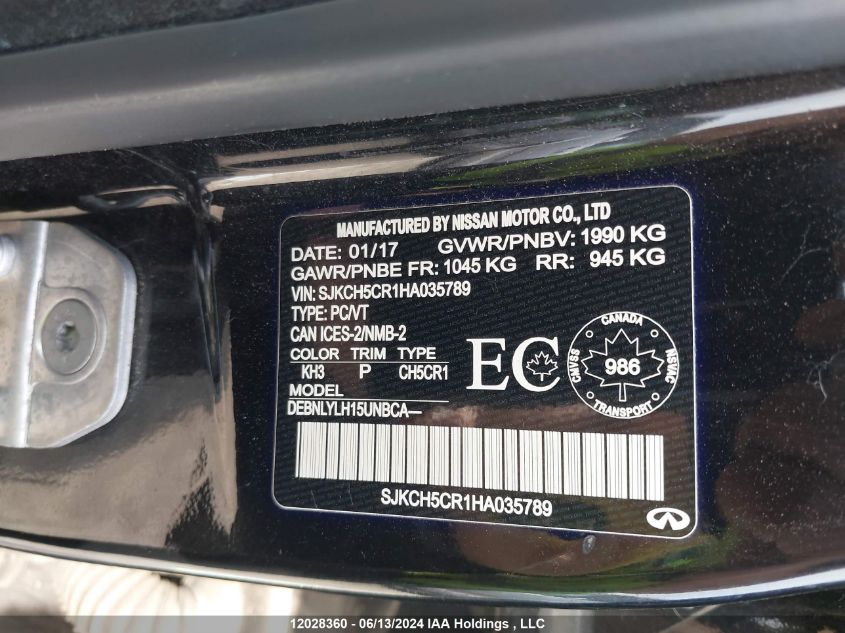 MANUFACTURED BY NISSAN MOTOR CO., LTD
DATE: 01/17 GVWR/PNBV: 1990 KG
GAWR/PNBE FR: 1045 KG RR: 945 KG
VIN: SJKCH5CR1HA035789
TYPE: PC/VT
CAN ICES-2/NMB-2
COLOR TRIM TYPE
KH3 P CH5CR1
MODEL
DEBNLYLH15UNBCA—
EC
CANADA
CMVSS 986 NSVAC
TRANSPORT
SJKCH5CR1HA035789
12028360 - 06/13/2024 IAA Holdings, LLC